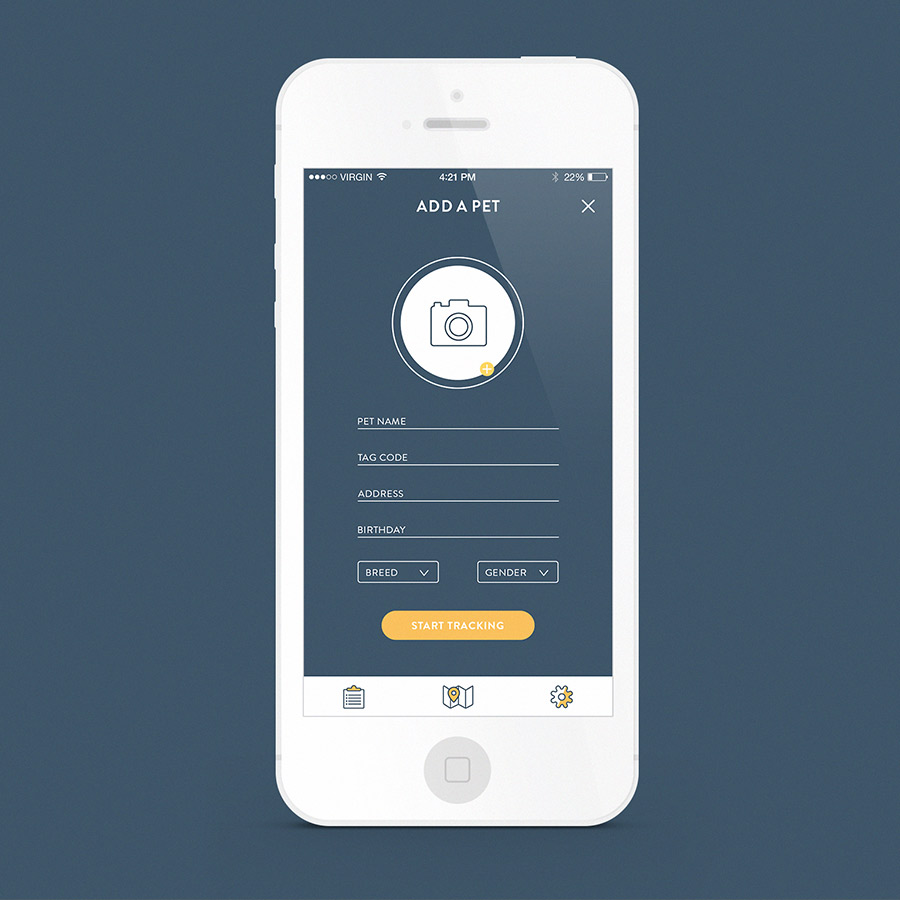 VIRGIN 4:21 PM 22%
ADD A PET
PET NAME
TAG CODE
ADDRESS
BIRTHDAY
BREED GENDER
START TRACKING